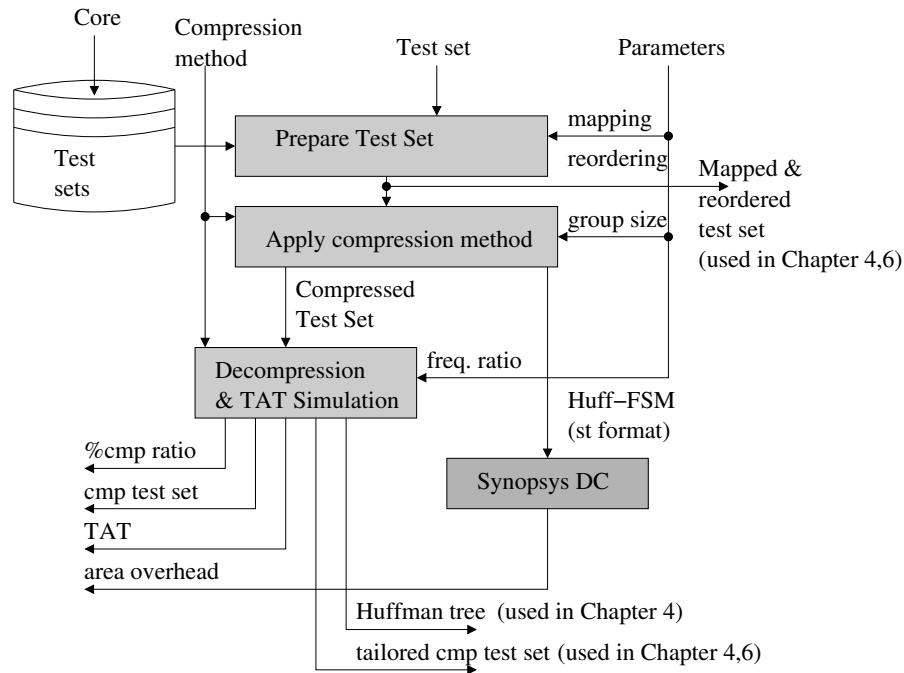 Core
Compression
method
Test set
Parameters
Test
sets
Prepare Test Set
mapping
reordering
Mapped &
reordered
test set
(used in Chapter 4,6)
Apply compression method
group size
Compressed
Test Set
Decompression
& TAT Simulation
freq. ratio
Huff−FSM
(st format)
%cmp ratio
cmp test set
TAT
area overhead
Synopsys DC
Huffman tree (used in Chapter 4)
tailored cmp test set (used in Chapter 4,6)